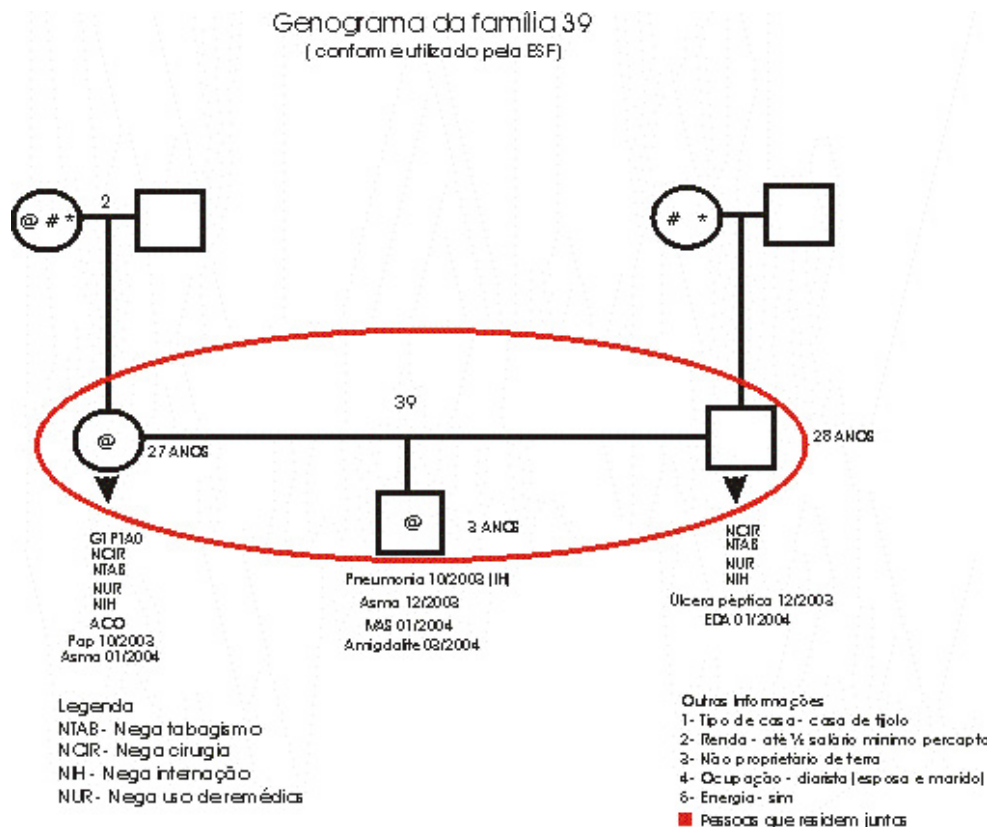 Genograma da família 39
(conforme utilizado pela ESF)
2
@ # *
# *
39
@
27 ANOS
28 ANOS
@
3 ANOS
G1P1A0
NCIR
NTAB
NUR
NIH
ACO
Pap 10/2003
Asma 01/2004
Pneumonia 10/2003 (IH)
Asma 12/2003
MAS 01/2004
Amigdalite 03/2004
NCIR
NTAB
NUR
NIH
Úlcera péptica 12/2003
EDA 01/2004
Legenda
NTAB- Nega tabagismo
NCIR- Nega cirurgia
NIH- Nega internação
NUR- Nega uso de remédios
Outras Informações
1- Tipo de casa- casa de tijolo
2- Renda- até ½ salário minimo percapta
3- Não proprietário de terra
4- Ocupação - diarista (esposa e marido)
5- Energia- sim
Pessoas que residem juntas